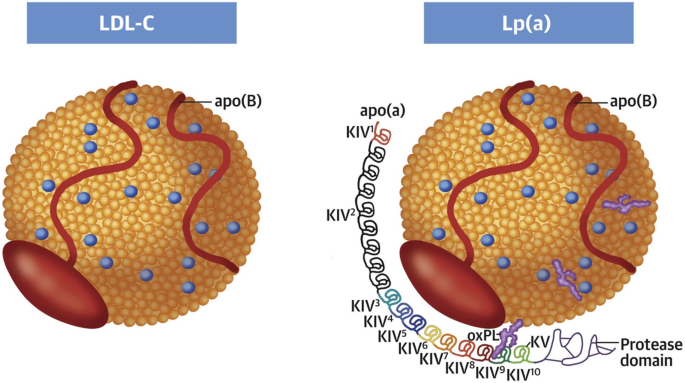 LDL-C
Lp(a)
apo(B)
apo(B)
apo(a)
KIV1
KIV2
KIV3
KIV4
KIV5
KIV6
KIV7
KIV8
oxPL
KIV9
KV
KIV10
Protease
domain